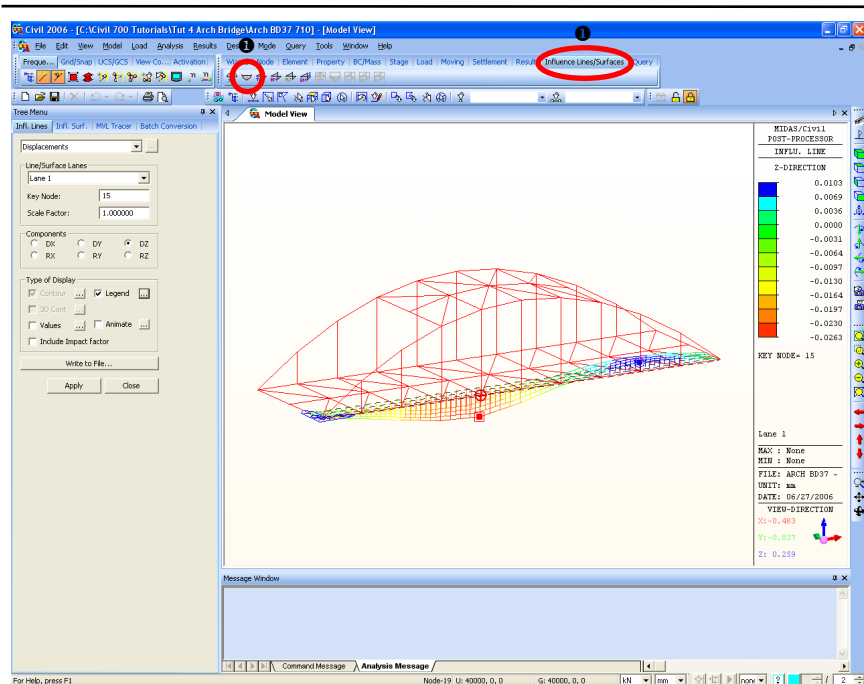 Civil 2006 - [C:\Civil 700 Tutorials\Tut 4 Arch Bridge\Arch BD37 710] - [Model View]
File Edit View Model Load Analysis Results Mode Query Tools Window Help
Freque... Grid/Snap UCS/GCS View Co... Activation
Node Element Property BC/Mass Stage Load Moving Settlement Influence Lines/Surfaces Query
1
1
Tree Menu
Infl. Lines Infl. Surf. MVL Tracer Batch Conversion
Model View
Displacements
Line/Surface Lanes
Lane 1
Key Node: 15
Scale Factor: 1.000000
Components
DX DY DZ
RX RY RZ
Type of Display
Contour ... Legend ...
3D Cont ...
Values ... Animate ...
Include Impact factor
Write to File...
Apply Close
MIDAS/Civil
POST-PROCESSOR
INFLU. LINE
Z-DIRECTION
0.0103
0.0069
0.0036
0.0000
-0.0031
-0.0064
-0.0097
-0.0130
-0.0164
-0.0197
-0.0230
-0.0263
KEY NODE= 15
Lane 1
MAX : None
MIN : None
FILE: ARCH BD37 ~
UNIT: mm
DATE: 06/27/2006
VIEW-DIRECTION
X:-0.483
Y:-0.837
Z: 0.259
Message Window
Command Message Analysis Message
For Help, press F1
Node-19 U: 40000, 0, 0 G: 40000, 0, 0 kN mm none ? / 2